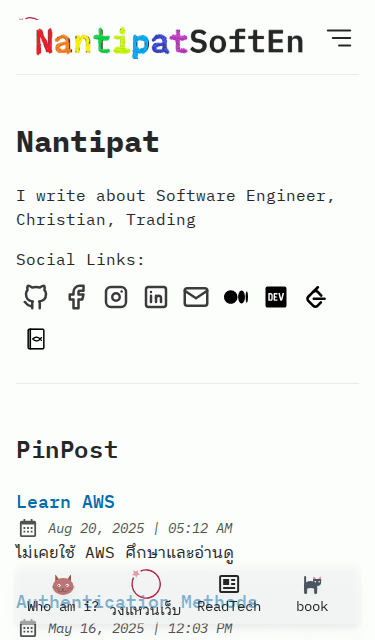 NantipatSoftEn
Nantipat
I write about Software Engineer,
Christian, Trading
Social Links:
DEV
PinPost
Learn AWS
Aug 20, 2025 | 05:12 AM
ไม่เคยใช้ AWS ศึกษาและอ่านดู
Authentication Methods
Who am i?
วงแหวนเว็บ
ReadTech
book
May 16, 2025 | 12:03 PM